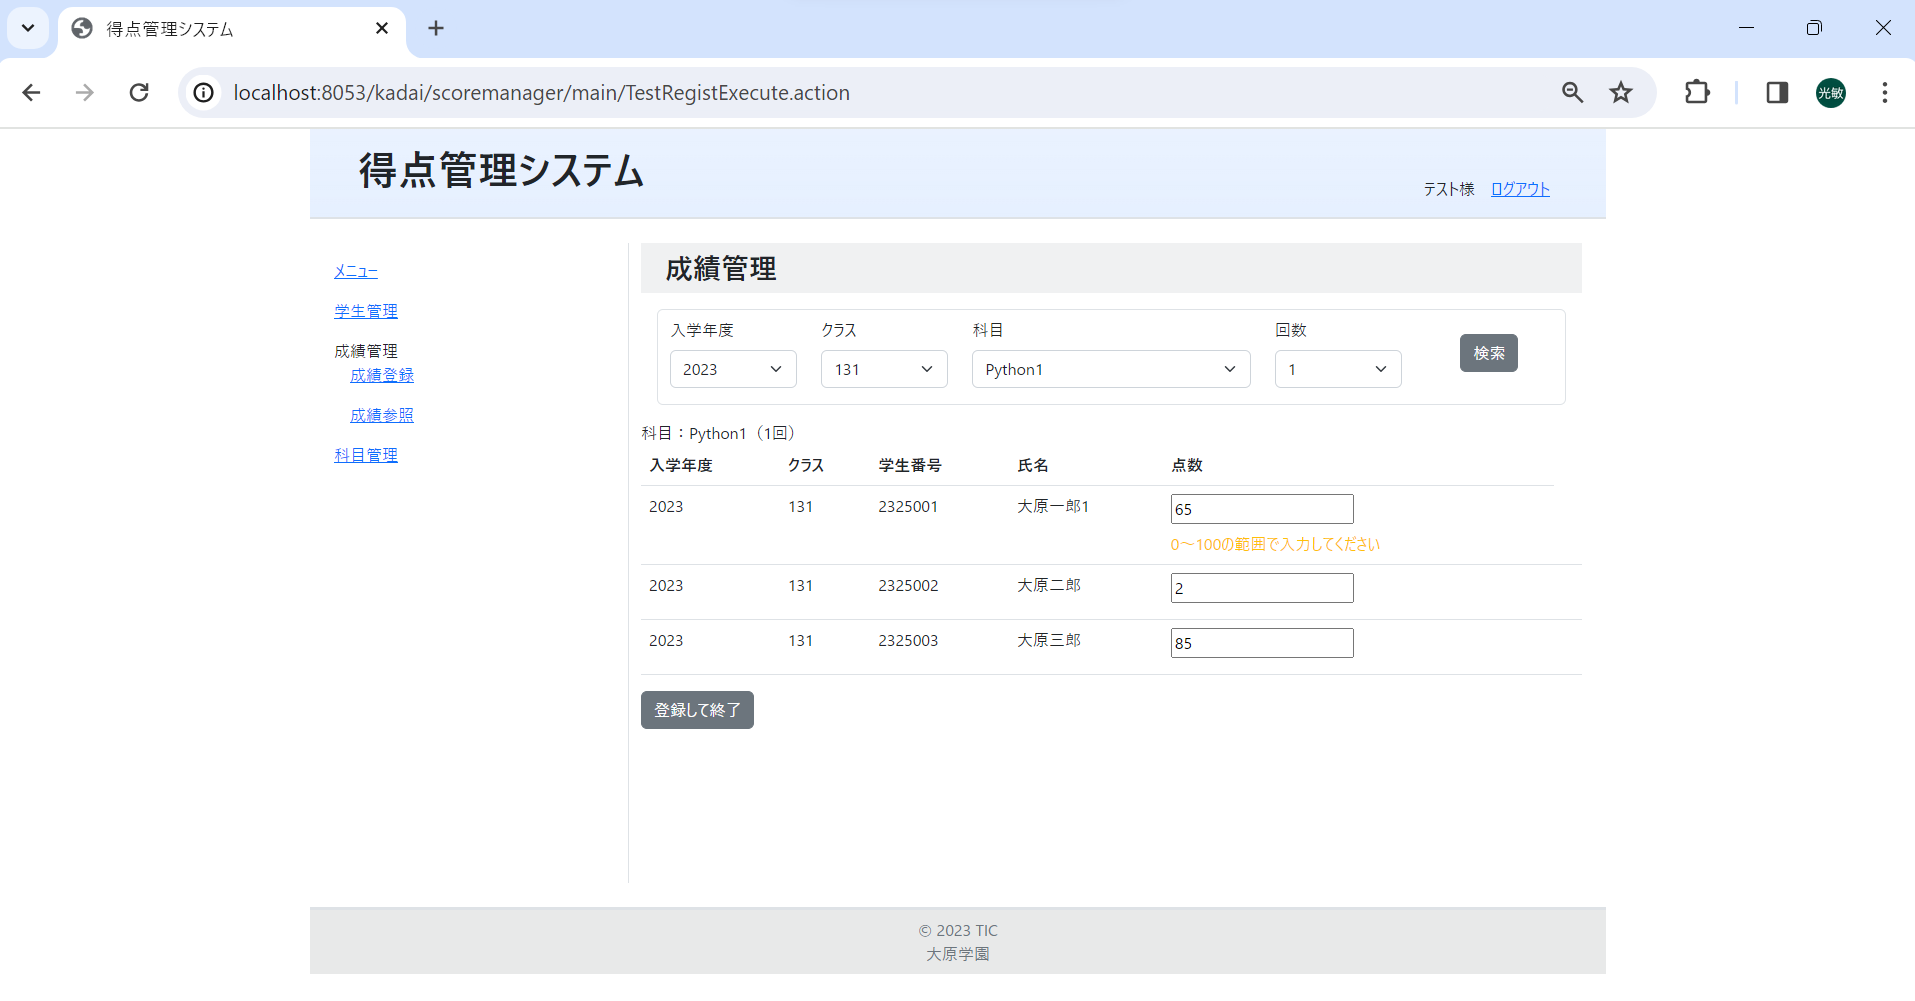 得点管理システム
localhost:8053/kadai/scoremanager/main/TestRegistExecute.action
光敏
得点管理システム
テスト様 ログアウト
メニュー
学生管理
成績管理
成績登録
成績参照
科目管理
成績管理
入学年度 クラス 科目 回数
2023 131 Python1 1 検索
科目：Python1（1回）
入学年度 クラス 学生番号 氏名 点数
2023 131 2325001 大原一郎1 65
0～100の範囲で入力してください
2023 131 2325002 大原二郎 2
2023 131 2325003 大原三郎 85
登録して終了
© 2023 TIC
大原学園